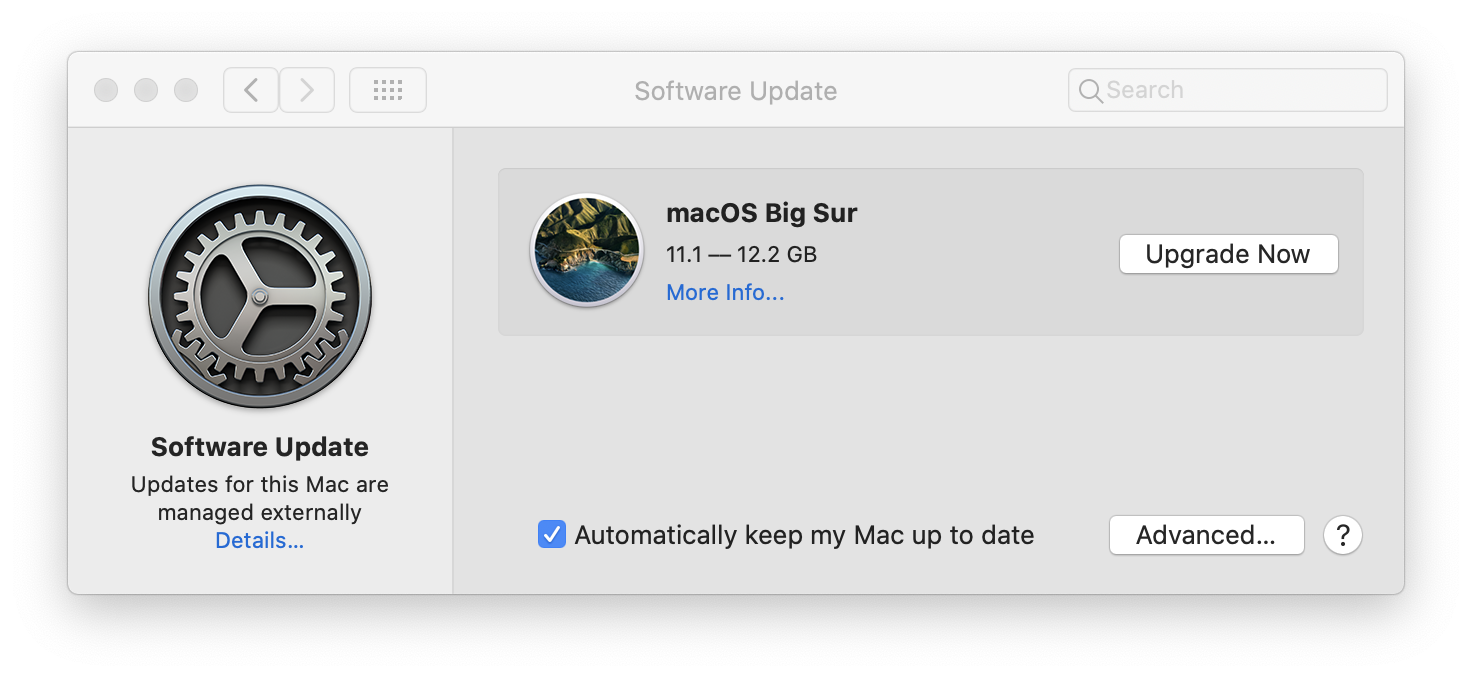 Software Update
Search
macOS Big Sur
11.1 — 12.2 GB
More Info...
Upgrade Now
Software Update
Updates for this Mac are
managed externally
Details...
Automatically keep my Mac up to date
Advanced...
?